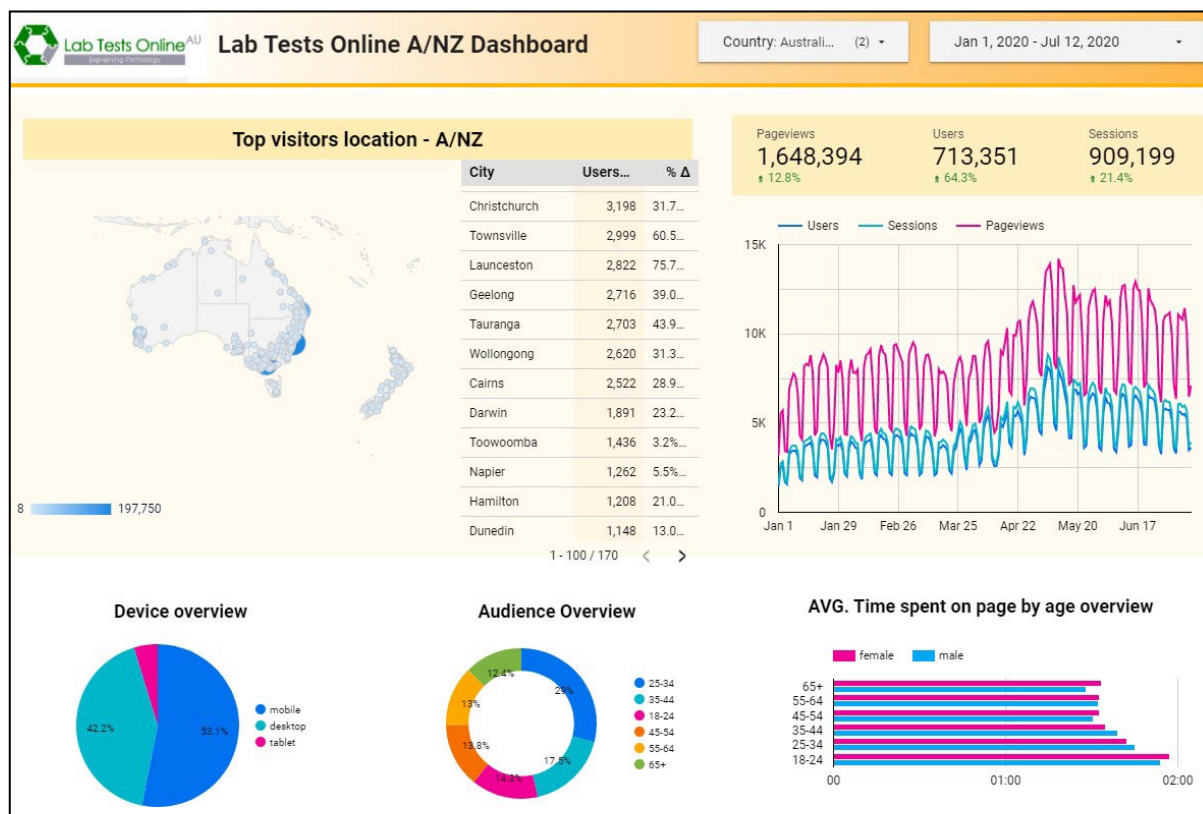 Lab Tests Online AU
Explaining Pathology
Lab Tests Online A/NZ Dashboard
Country: Australi... (2)
Jan 1, 2020 - Jul 12, 2020
Top visitors location - A/NZ
City Users... % Δ
Christchurch 3,198 31.7...
Townsville 2,999 60.5...
Launceston 2,822 75.7...
Geelong 2,716 39.0...
Tauranga 2,703 43.9...
Wollongong 2,620 31.3...
Cairns 2,522 28.9...
Darwin 1,891 23.2...
Toowoomba 1,436 3.2%...
Napier 1,262 5.5%...
Hamilton 1,208 21.0...
Dunedin 1,148 13.0...
8 197,750
1 - 100 / 170
Pageviews Users Sessions
1,648,394 713,351 909,199
12.8% 64.3% 21.4%
Users Sessions Pageviews
15K
10K
5K
0
Jan 1 Jan 29 Feb 26 Mar 25 Apr 22 May 20 Jun 17
Device overview
42.2% 53.1%
mobile
desktop
tablet
Audience Overview
12.4%
29%
13%
13.8%
17.5%
14.3%
25-34
35-44
18-24
45-54
55-64
65+
AVG. Time spent on page by age overview
female male
65+
55-64
45-54
35-44
25-34
18-24
00 01:00 02:00